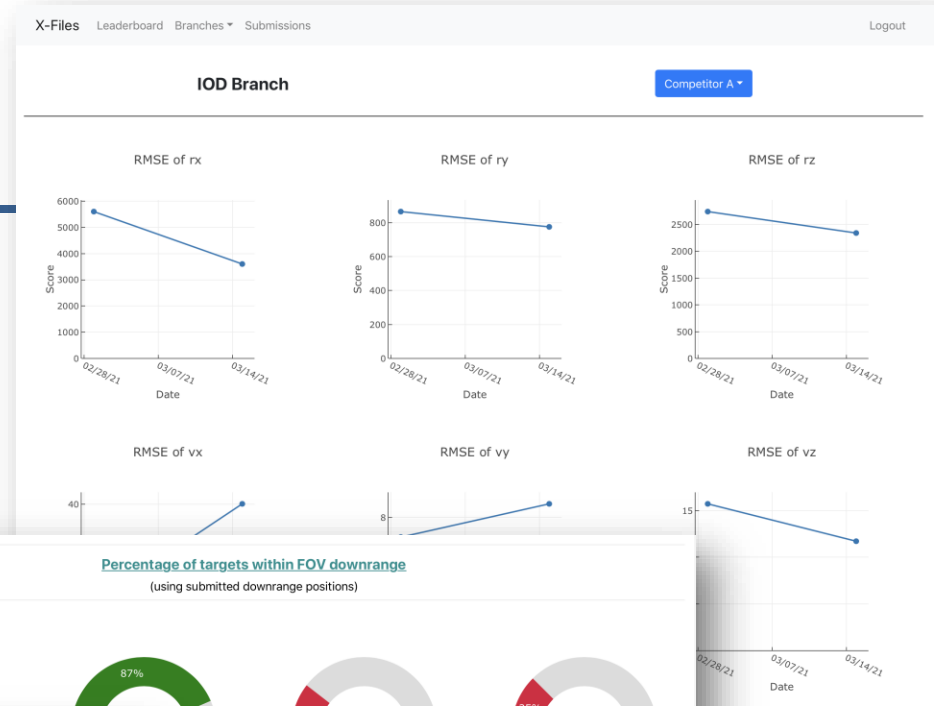 X-Files Leaderboard Branches Submissions Logout
IOD Branch Competitor A
RMSE of rx RMSE of ry RMSE of rz
6000
5000
4000
3000
2000
1000
0
Score
02/28/21 03/07/21 03/14/21
Date
800
600
400
200
0
Score
02/28/21 03/07/21 03/14/21
Date
2500
2000
1500
1000
500
0
Score
02/28/21 03/07/21 03/14/21
Date
RMSE of vx RMSE of vy RMSE of vz
40
8
15
02/28/21 03/07/21 03/14/21
Date
Percentage of targets within FOV downrange
(using submitted downrange positions)
87%